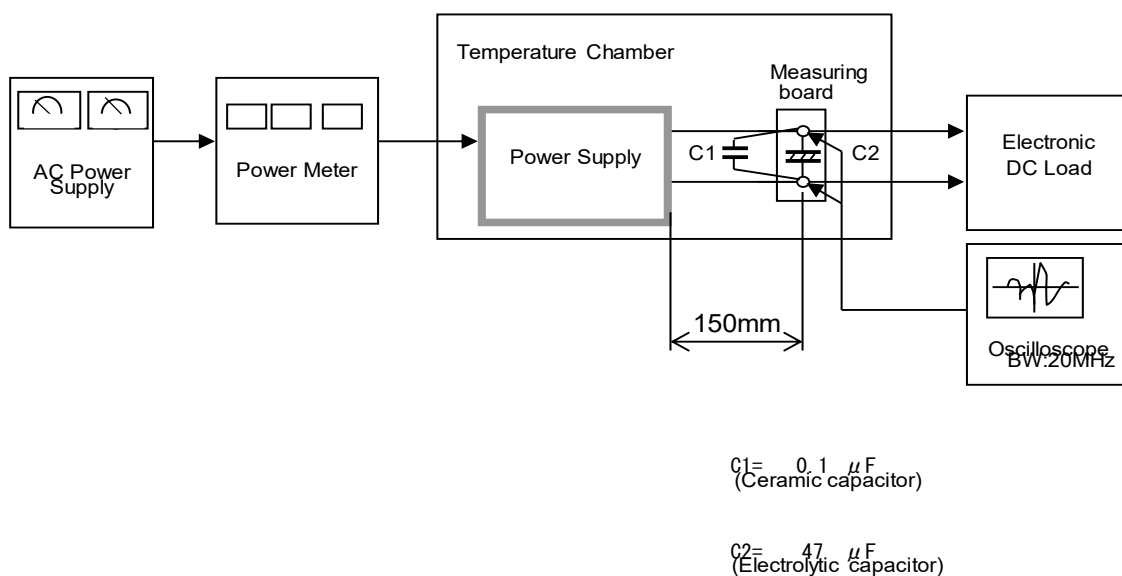 Temperature Chamber
Measuring
board
AC Power
Supply
Power Meter
Power Supply
C1
C2
Electronic
DC Load
150mm
Oscilloscope
BW:20MHz
C1= 0.1 μF
(Ceramic capacitor)
C2= 47 μF
(Electrolytic capacitor)